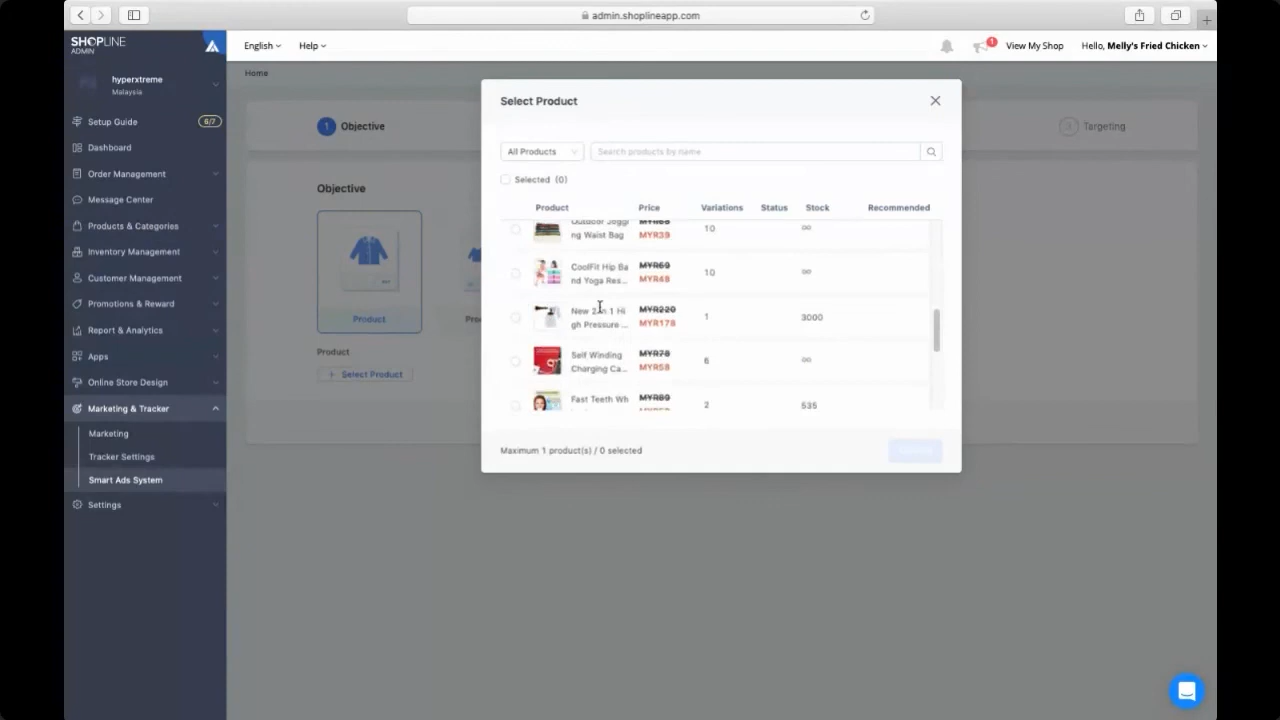 admin.shoplineapp.com
SHOPLINE
ADMIN
English
Help
1
View My Shop
Hello, Melly's Fried Chicken
hyperxtreme
Malaysia
Home
Setup Guide
6/7
Dashboard
Order Management
Message Center
Products & Categories
Inventory Management
Customer Management
Promotions & Reward
Report & Analytics
Apps
Online Store Design
Marketing & Tracker
Marketing
Tracker Settings
Smart Ads System
Settings
1 Objective
3 Targeting
Objective
Product
Product
+ Select Product
Select Product
All Products
Search products by name
Selected (0)
Product Price Variations Status Stock Recommended
Outdoor Joggi
ng Waist Bag
MYR39
10
∞
CoolFit Hip Ba
nd Yoga Res...
MYR69
MYR48
10
∞
New 2 in 1 Hi
gh Pressure ...
MYR220
MYR178
1
3000
Self Winding
Charging Ca...
MYR78
MYR58
6
∞
Fast Teeth Wh
MYR89
2
535
Maximum 1 product(s) / 0 selected